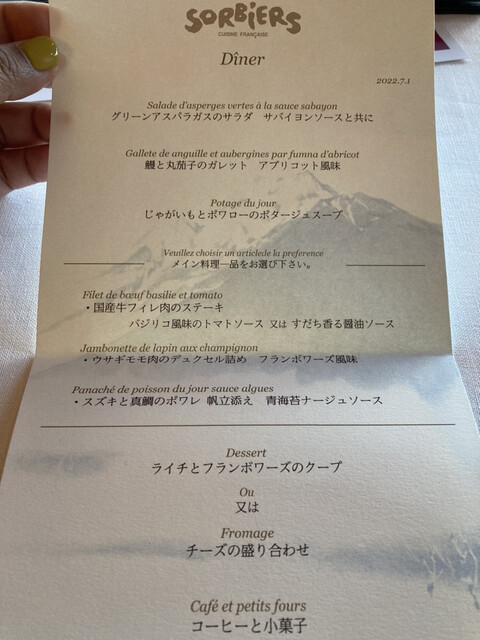 SORBIERS
CUISINE FRANÇAISE
Dîner
2022.7.1
Salade d'asperges vertes à la sauce sabayon
グリーンアスパラガスのサラダ サバイヨンソースと共に
Gallete de anguille et aubergines par fumna d'abricot
鰻と丸茄子のガレット アプリコット風味
Potage du jour
じゃがいもとポワローのポタージュスープ
Veuillez choisir un articlede la preference
メイン料理一品をお選び下さい。
Filet de bœuf basilie et tomato
・国産牛フィレ肉のステーキ
バジリコ風味のトマトソース 又は すだち香る醤油ソース
Jambonette de lapin aux champignon
・ウサギモモ肉のデュクセル詰め フランボワーズ風味
Panaché de poisson du jour sauce algues
・スズキと真鯛のポワレ 帆立添え 青海苔ナージュソース
Dessert
ライチとフランボワーズのクープ
Ou
又は
Fromage
チーズの盛り合わせ
Café et petits fours
コーヒーと小菓子